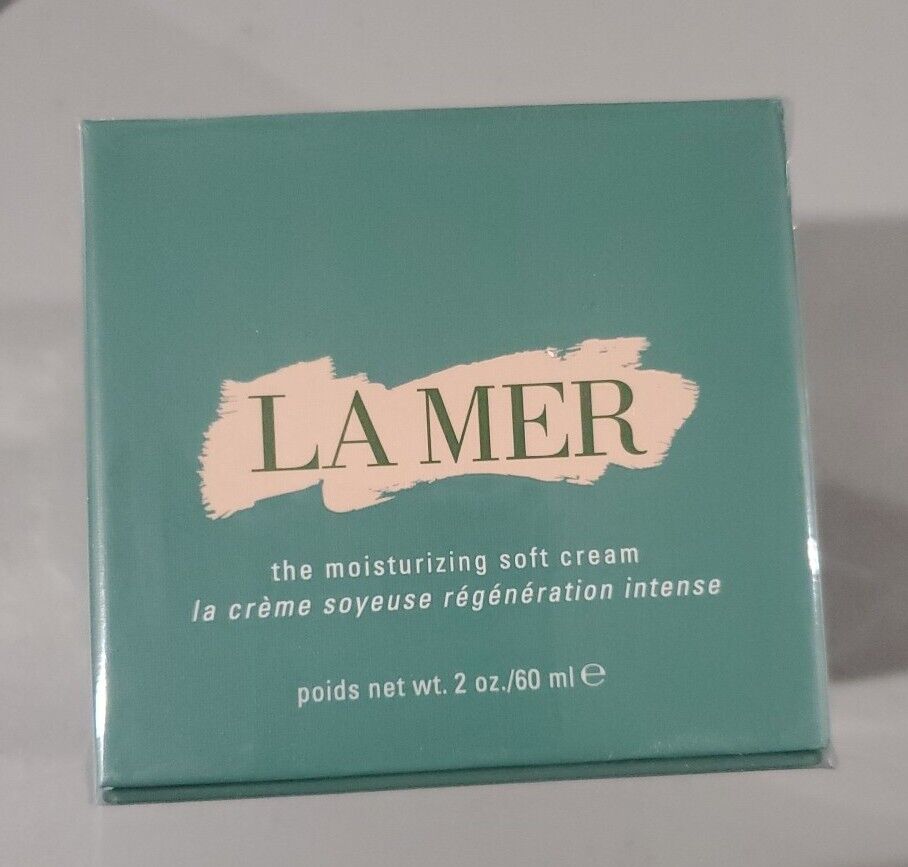 LA MER
the moisturizing soft cream
la crème soyeuse régénération intense
poids net wt. 2 oz./60 ml ℮